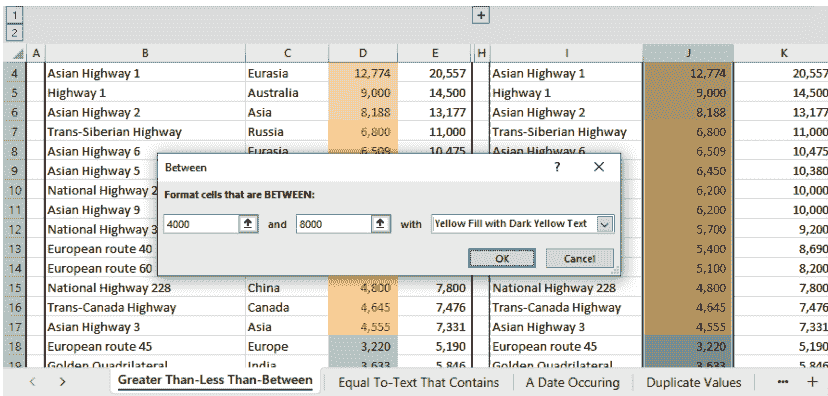 1 +
2
A B C D E H I J K
4 Asian Highway 1 Eurasia 12,774 20,557 Asian Highway 1 12,774 20,557
5 Highway 1 Australia 9,000 14,500 Highway 1 9,000 14,500
6 Asian Highway 2 Asia 8,188 13,177 Asian Highway 2 8,188 13,177
7 Trans-Siberian Highway Russia 6,800 11,000 Trans-Siberian Highway 6,800 11,000
8 Asian Highway 6 Eurasia 6,509 10,475 Asian Highway 6 6,509 10,475
9 Asian Highway 5 6,450 10,380
10 National Highway 2 6,200 10,000
11 Asian Highway 9 6,200 10,000
12 National Highway 3 5,700 9,200
13 European route 40 5,400 8,690
14 European route 60 5,100 8,200
Between ? ×
Format cells that are BETWEEN:
4000 and 8000 with Yellow Fill with Dark Yellow Text
OK Cancel
15 National Highway 228 China 4,800 7,800 National Highway 228 4,800 7,800
16 Trans-Canada Highway Canada 4,645 7,476 Trans-Canada Highway 4,645 7,476
17 Asian Highway 3 Asia 4,555 7,331 Asian Highway 3 4,555 7,331
18 European route 45 Europe 3,220 5,190 European route 45 3,220 5,190
19 Golden Quadrilateral India 3,633 5,846 Golden Quadrilateral 3,633 5,846
< > Greater Than-Less Than-Between Equal To-Text That Contains A Date Occuring Duplicate Values ... +